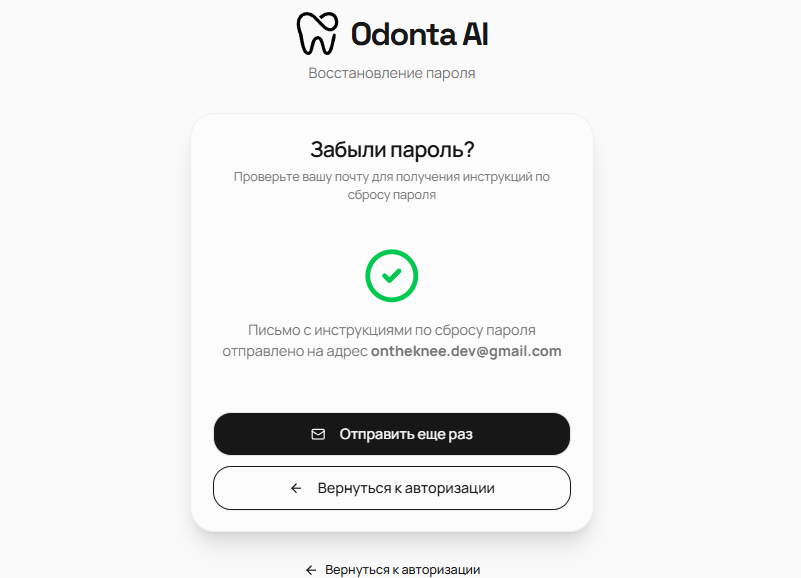 Odonta AI
Восстановление пароля
Забыли пароль?
Проверьте вашу почту для получения инструкций по
сбросу пароля
Письмо с инструкциями по сбросу пароля
отправлено на адрес ontheknee.dev@gmail.com
Отправить еще раз
Вернуться к авторизации
Вернуться к авторизации